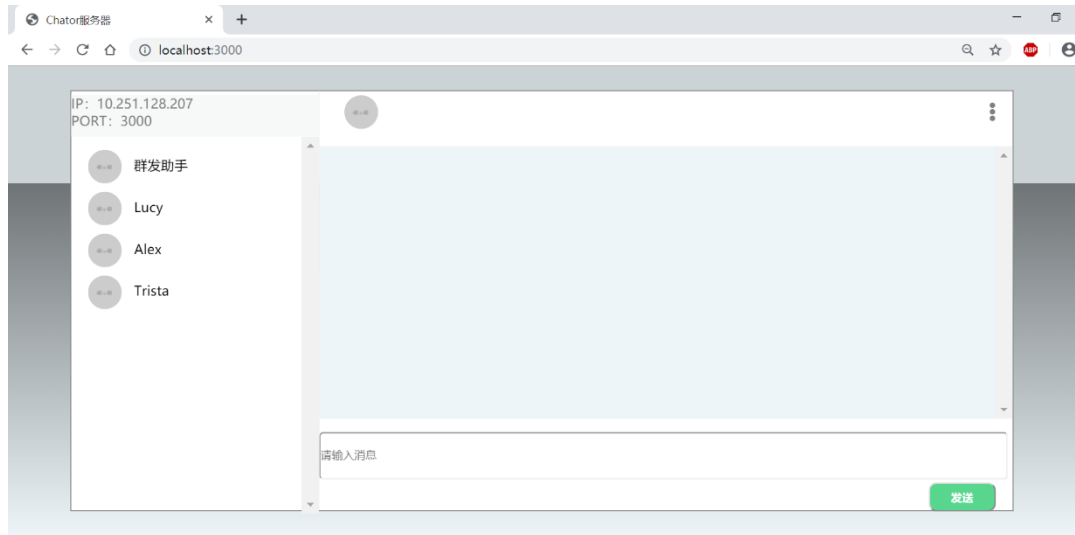 Chator服务器
localhost:3000
ABP
IP：10.251.128.207
PORT：3000
群发助手
Lucy
Alex
Trista
请输入消息
发送